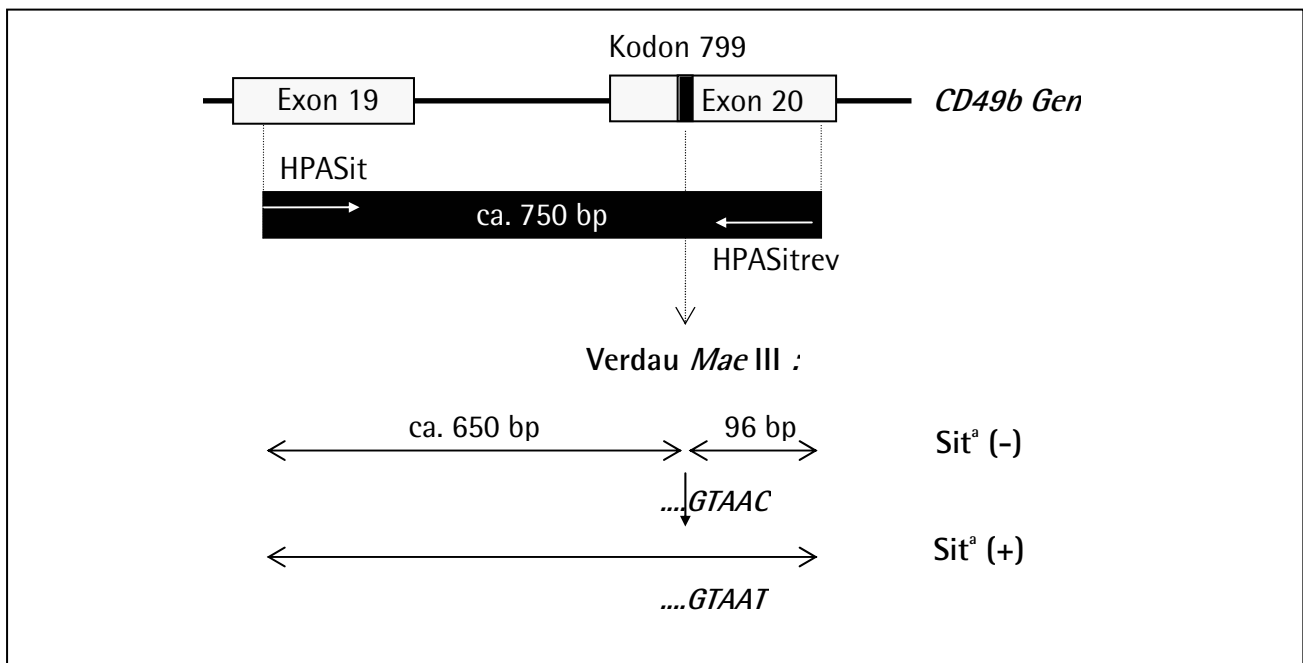 Kodon 799
Exon 19
Exon 20
CD49b Gen
HPASit
ca. 750 bp
HPASitrev
Verdau Mae III :
ca. 650 bp
96 bp
Sitᵃ (-)
....GTAAC
Sitᵃ (+)
....GTAAT